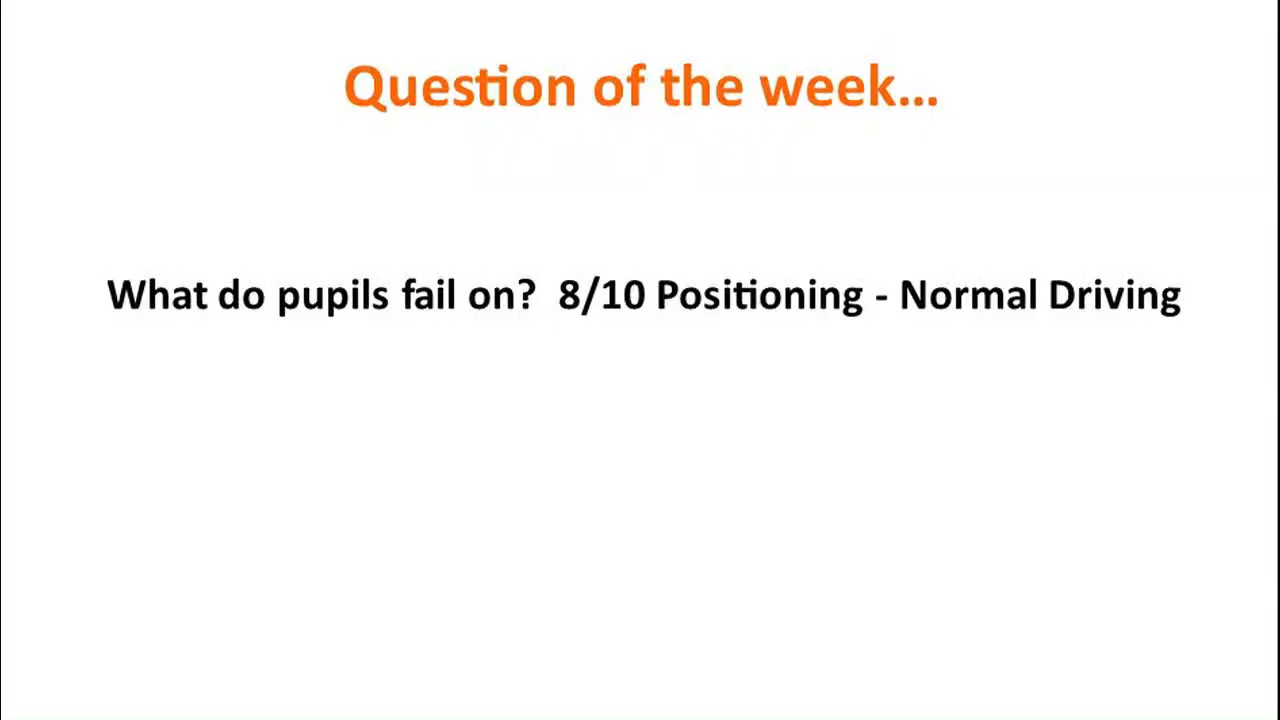 Question of the week...
What do pupils fail on?  8/10 Positioning - Normal Driving